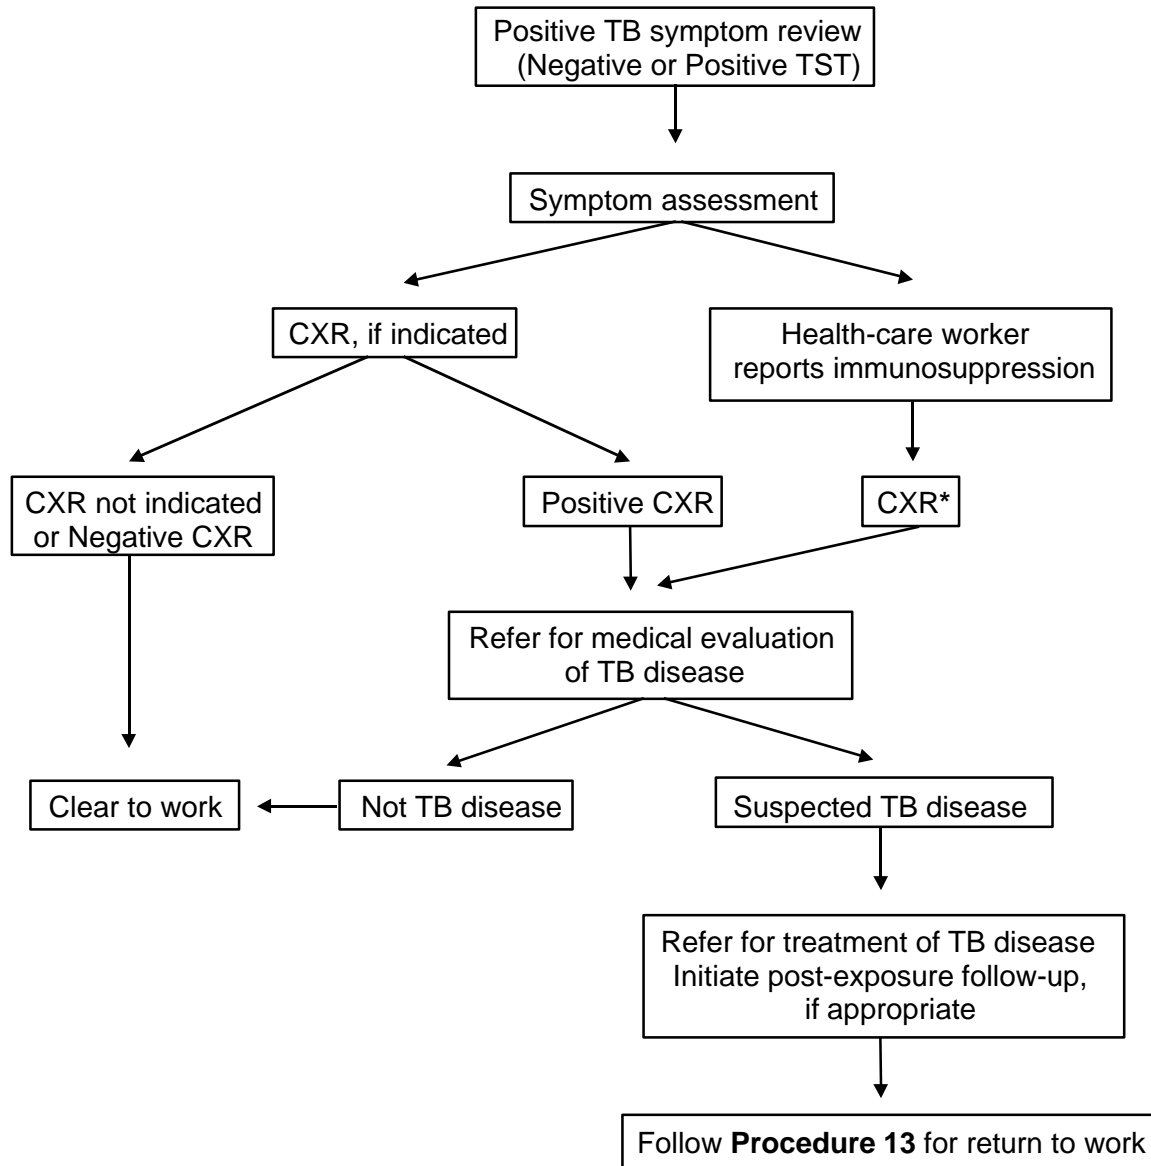 Positive TB symptom review
(Negative or Positive TST)
Symptom assessment
CXR, if indicated
Health-care worker
reports immunosuppression
CXR not indicated
or Negative CXR
Positive CXR
CXR*
Refer for medical evaluation
of TB disease
Clear to work
Not TB disease
Suspected TB disease
Refer for treatment of TB disease
Initiate post-exposure follow-up,
if appropriate
Follow Procedure 13 for return to work